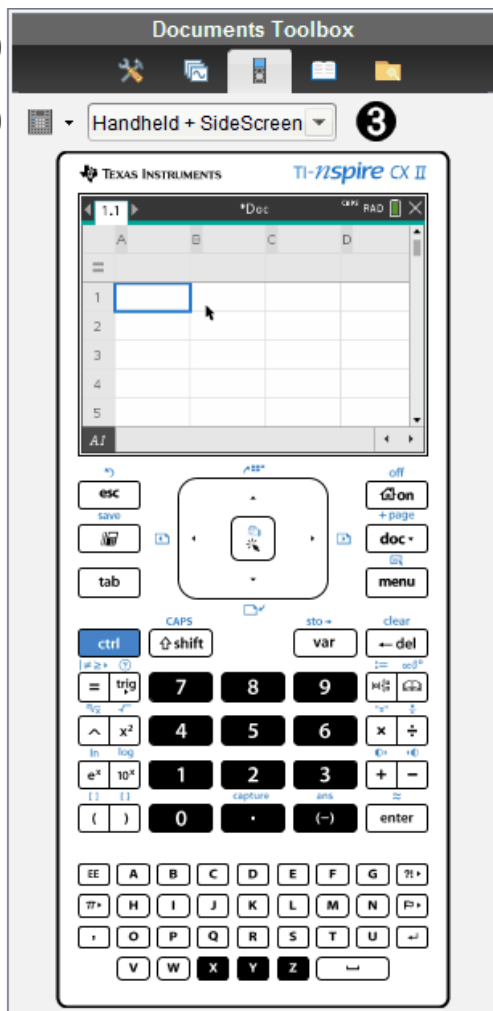 Documents Toolbox
Handheld + SideScreen 3
TEXAS INSTRUMENTS TI-nspire CX II
1.1 *Doc CAPS RAD
A B C D
=
1
2
3
4
5
A1
off
esc on
save + page
doc
tab menu
CAPS sto→ clear
ctrl shift var ← del
= trig 7 8 9
^ x² 4 5 6 × ÷
ln log
eˣ 10ˣ 1 2 3 + −
[ ] { } capture ans ≈
( ) 0 . (−) enter
EE A B C D E F G ?!▸
π▸ H I J K L M N
, O P Q R S T U ↵
V W X Y Z